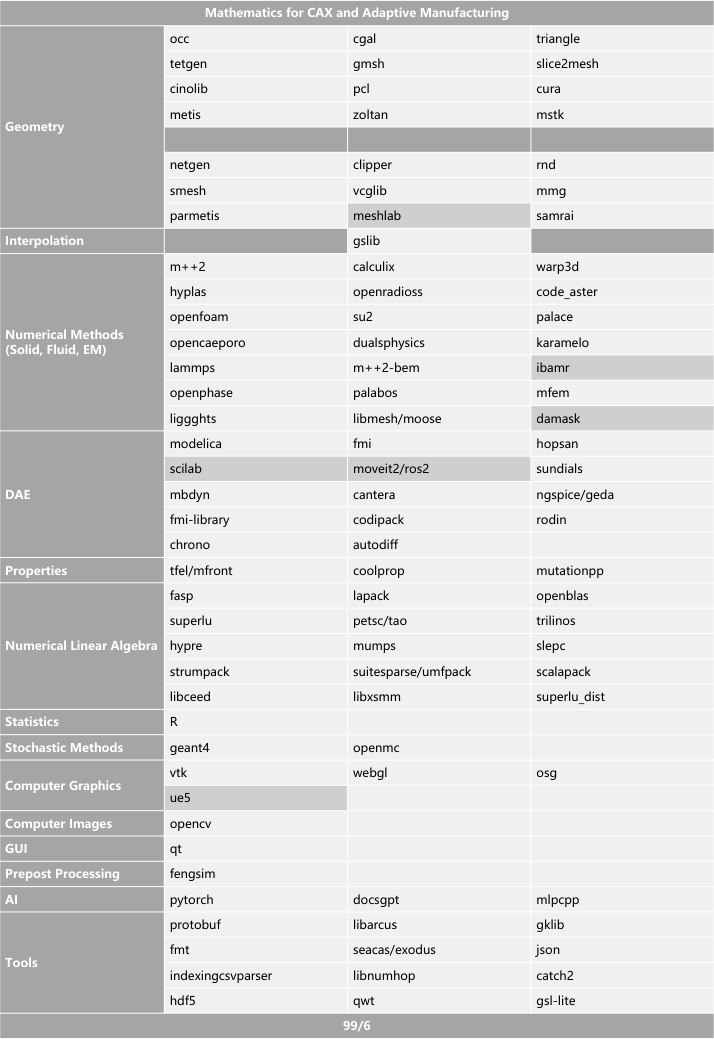 Mathematics for CAX and Adaptive Manufacturing
Geometry
occ cgal triangle
tetgen gmsh slice2mesh
cinolib pcl cura
metis zoltan mstk
netgen clipper rnd
smesh vcglib mmg
parmetis meshlab samrai
Interpolation gslib
Numerical Methods
(Solid, Fluid, EM)
m++2 calculix warp3d
hyplas openradioss code_aster
openfoam su2 palace
opencaeporo dualsphysics karamelo
lammps m++2-bem ibamr
openphase palabos mfem
liggghts libmesh/moose damask
DAE
modelica fmi hopsan
scilab moveit2/ros2 sundials
mbdyn cantera ngspice/geda
fmi-library codipack rodin
chrono autodiff
Properties tfel/mfront coolprop mutationpp
Numerical Linear Algebra
fasp lapack openblas
superlu petsc/tao trilinos
hypre mumps slepc
strumpack suitesparse/umfpack scalapack
libceed libxsmm superlu_dist
Statistics R
Stochastic Methods geant4 openmc
Computer Graphics
vtk webgl osg
ue5
Computer Images opencv
GUI qt
Prepost Processing fengsim
AI pytorch docsgpt mlpcpp
Tools
protobuf libarcus gklib
fmt seacas/exodus json
indexingcsvparser libnumhop catch2
hdf5 qwt gsl-lite
99/6